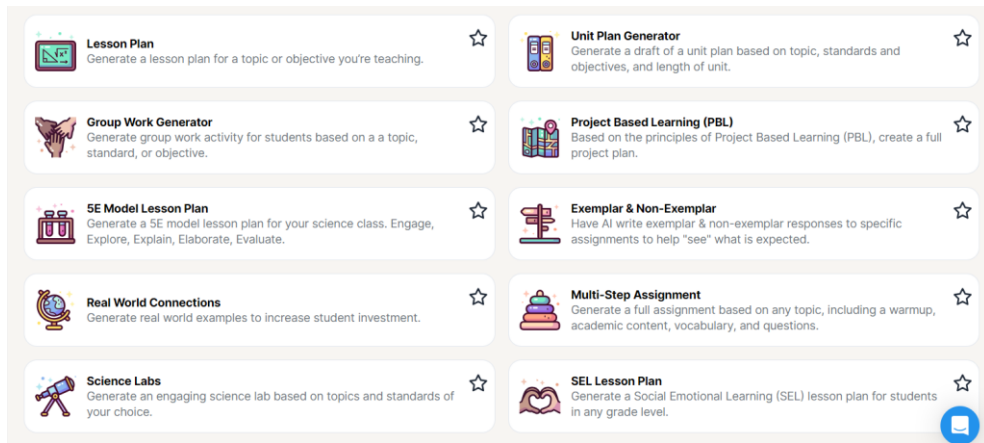 Lesson Plan
Generate a lesson plan for a topic or objective you're teaching.
Unit Plan Generator
Generate a draft of a unit plan based on topic, standards and
objectives, and length of unit.
Group Work Generator
Generate group work activity for students based on a a topic,
standard, or objective.
Project Based Learning (PBL)
Based on the principles of Project Based Learning (PBL), create a full
project plan.
5E Model Lesson Plan
Generate a 5E model lesson plan for your science class. Engage,
Explore, Explain, Elaborate, Evaluate.
Exemplar & Non-Exemplar
Have AI write exemplar & non-exemplar responses to specific
assignments to help "see" what is expected.
Real World Connections
Generate real world examples to increase student investment.
Multi-Step Assignment
Generate a full assignment based on any topic, including a warmup,
academic content, vocabulary, and questions.
Science Labs
Generate an engaging science lab based on topics and standards of
your choice.
SEL Lesson Plan
Generate a Social Emotional Learning (SEL) lesson plan for students
in any grade level.